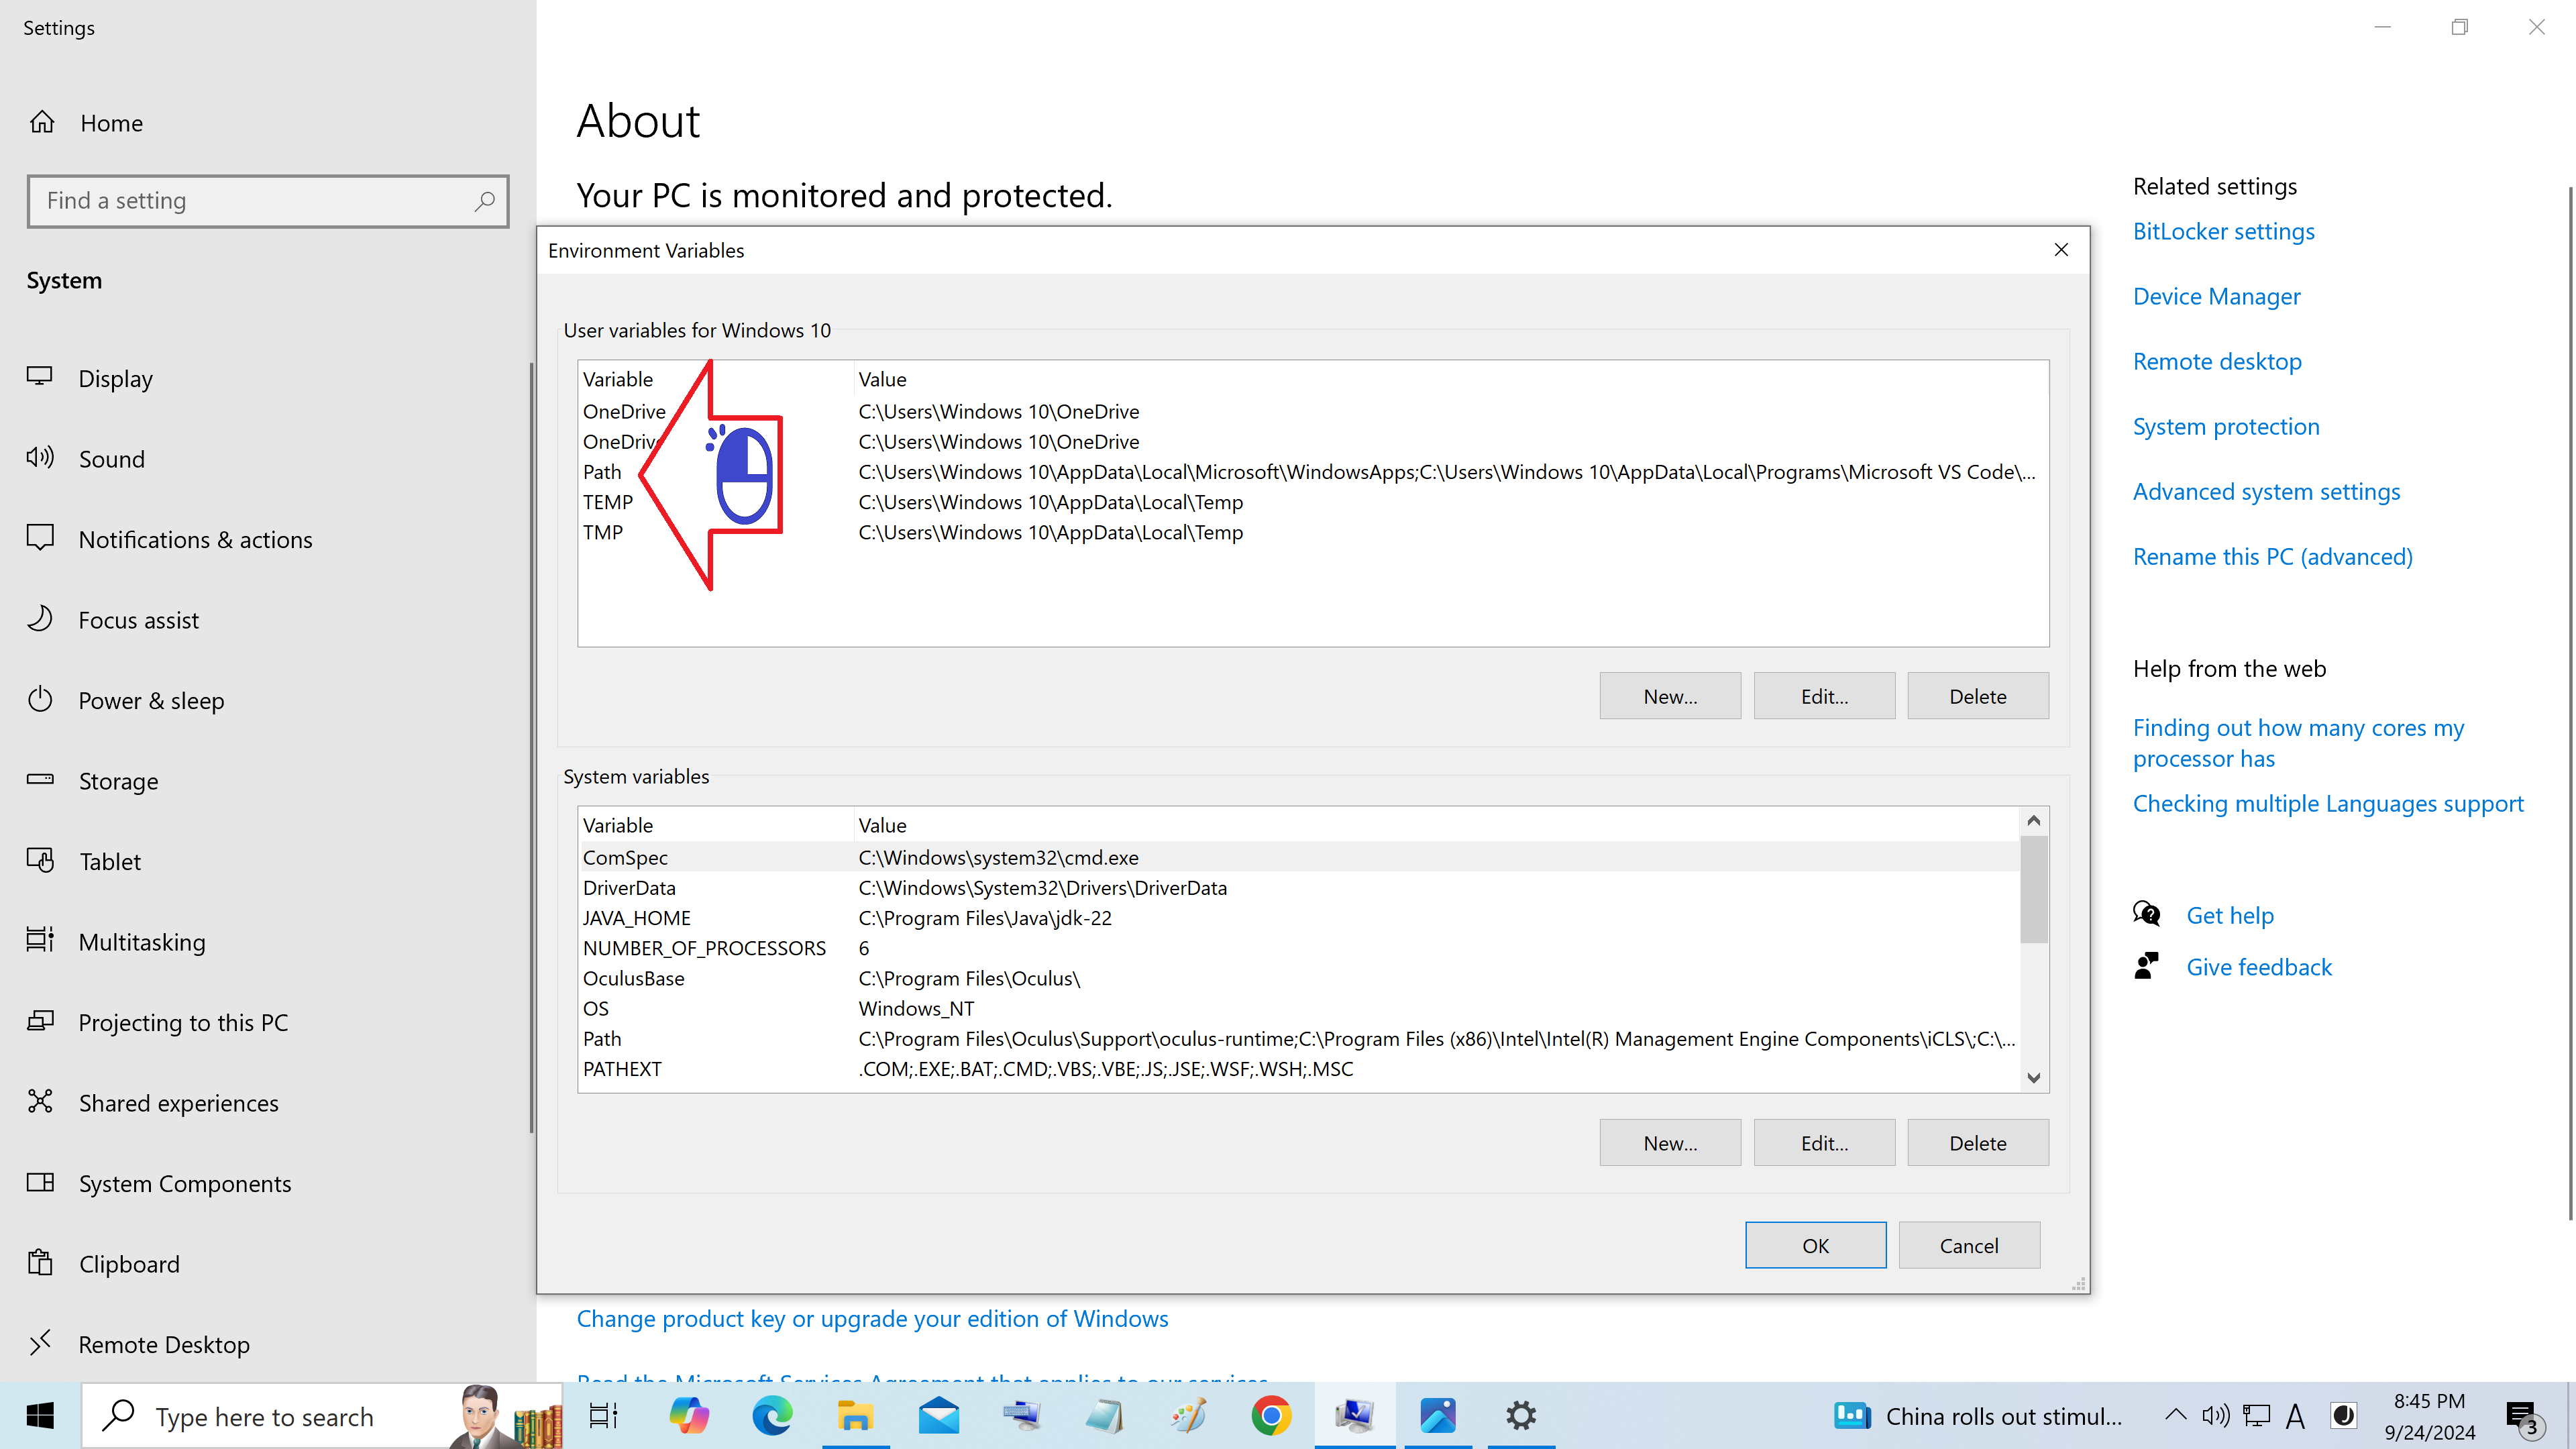 Settings
Home
Find a setting
System
Display
Sound
Notifications & actions
Focus assist
Power & sleep
Storage
Tablet
Multitasking
Projecting to this PC
Shared experiences
System Components
Clipboard
Remote Desktop
About
Your PC is monitored and protected.
Environment Variables
User variables for Windows 10
Variable Value
OneDrive C:\Users\Windows 10\OneDrive
OneDriv C:\Users\Windows 10\OneDrive
Path C:\Users\Windows 10\AppData\Local\Microsoft\WindowsApps;C:\Users\Windows 10\AppData\Local\Programs\Microsoft VS Code\...
TEMP C:\Users\Windows 10\AppData\Local\Temp
TMP C:\Users\Windows 10\AppData\Local\Temp
New... Edit... Delete
System variables
Variable Value
ComSpec C:\Windows\system32\cmd.exe
DriverData C:\Windows\System32\Drivers\DriverData
JAVA_HOME C:\Program Files\Java\jdk-22
NUMBER_OF_PROCESSORS 6
OculusBase C:\Program Files\Oculus\
OS Windows_NT
Path C:\Program Files\Oculus\Support\oculus-runtime;C:\Program Files (x86)\Intel\Intel(R) Management Engine Components\iCLS\;C:\...
PATHEXT .COM;.EXE;.BAT;.CMD;.VBS;.VBE;.JS;.JSE;.WSF;.WSH;.MSC
New... Edit... Delete
OK Cancel
Change product key or upgrade your edition of Windows
Read the Microsoft Services Agreement that applies to our services
Related settings
BitLocker settings
Device Manager
Remote desktop
System protection
Advanced system settings
Rename this PC (advanced)
Help from the web
Finding out how many cores my
processor has
Checking multiple Languages support
Get help
Give feedback
Type here to search
China rolls out stimul...
A
J
8:45 PM
9/24/2024
3